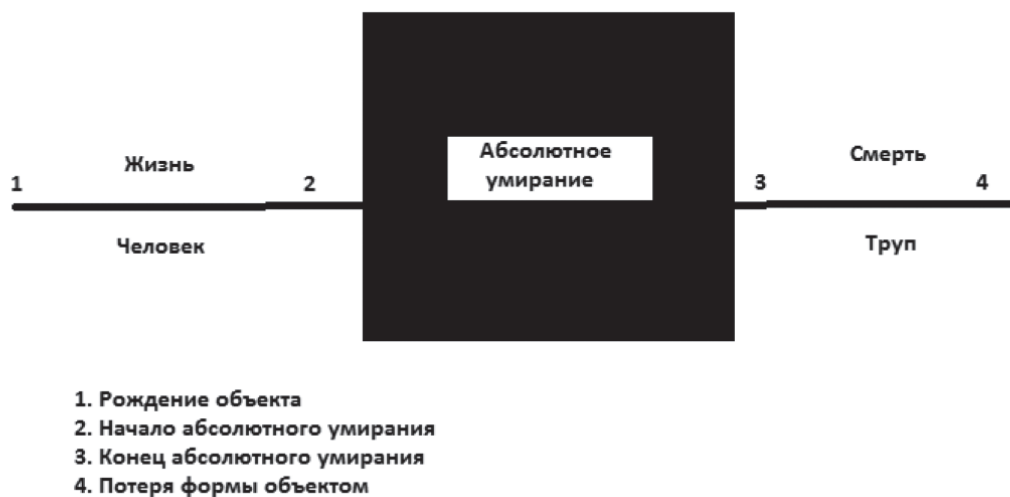 Абсолютное
умирание
Жизнь
Смерть
1
2
3
4
Человек
Труп
1. Рождение объекта
2. Начало абсолютного умирания
3. Конец абсолютного умирания
4. Потеря формы объектом